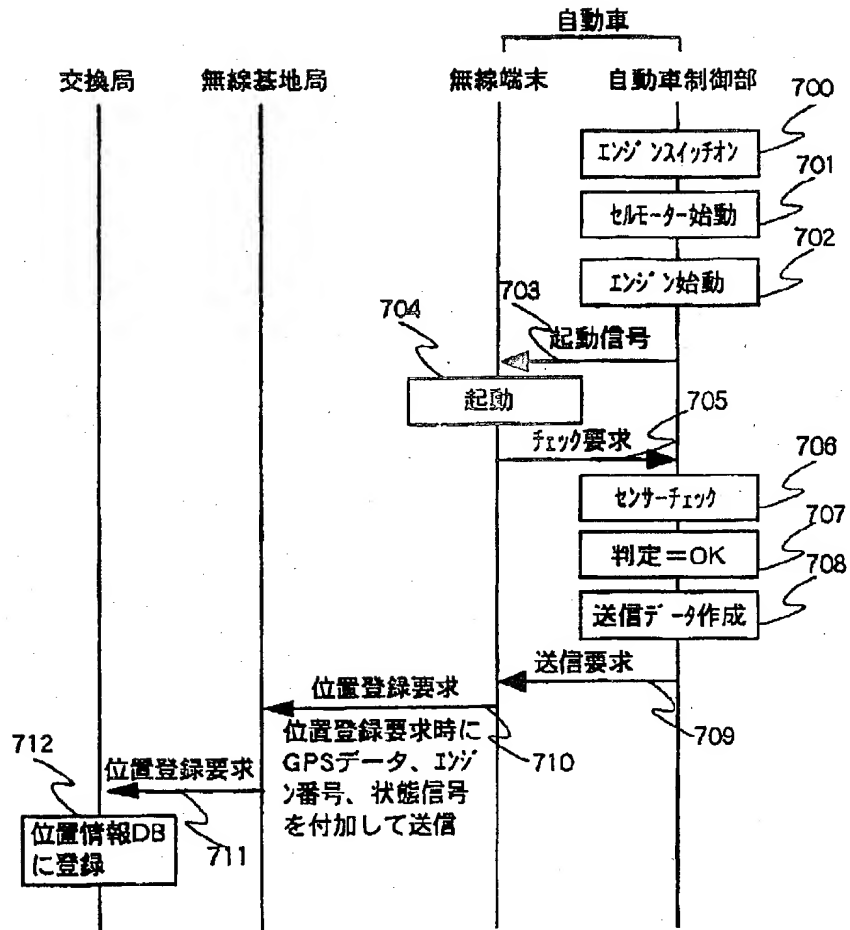 自動車
交換局
無線基地局
無線端末
自動車制御部
700
エンジンスイッチオン
701
セルモーター始動
702
エンジン始動
703
704
起動信号
起動
705
チェック要求
706
センサーチェック
707
判定=OK
708
送信データ作成
送信要求
709
位置登録要求
710
位置登録要求時に
GPSデータ、エンジ
ン番号、状態信号
を付加して送信
712
位置登録要求
711
位置情報DB
に登録